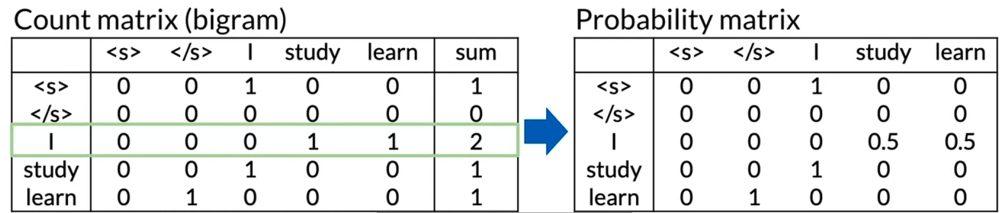 Count matrix (bigram) Probability matrix
<s> </s> I study learn sum <s> </s> I study learn
<s> 0 0 1 0 0 1 <s> 0 0 1 0 0
</s> 0 0 0 0 0 0 </s> 0 0 0 0 0
I 0 0 0 1 1 2 I 0 0 0 0.5 0.5
study 0 0 1 0 0 1 study 0 0 1 0 0
learn 0 1 0 0 0 1 learn 0 1 0 0 0